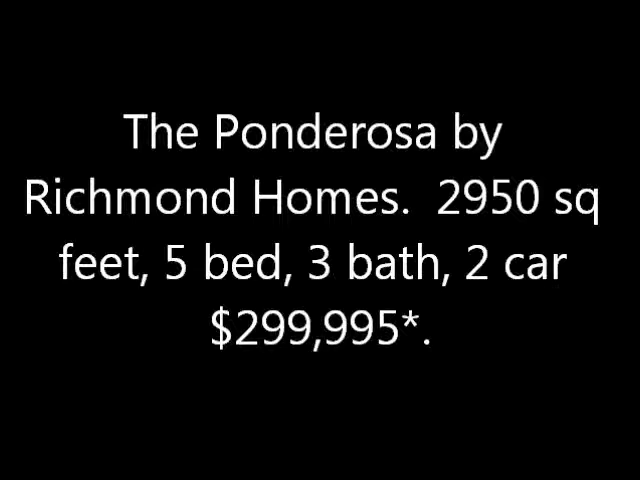 The Ponderosa by
Richmond Homes.  2950 sq
feet, 5 bed, 3 bath, 2 car
$299,995*.